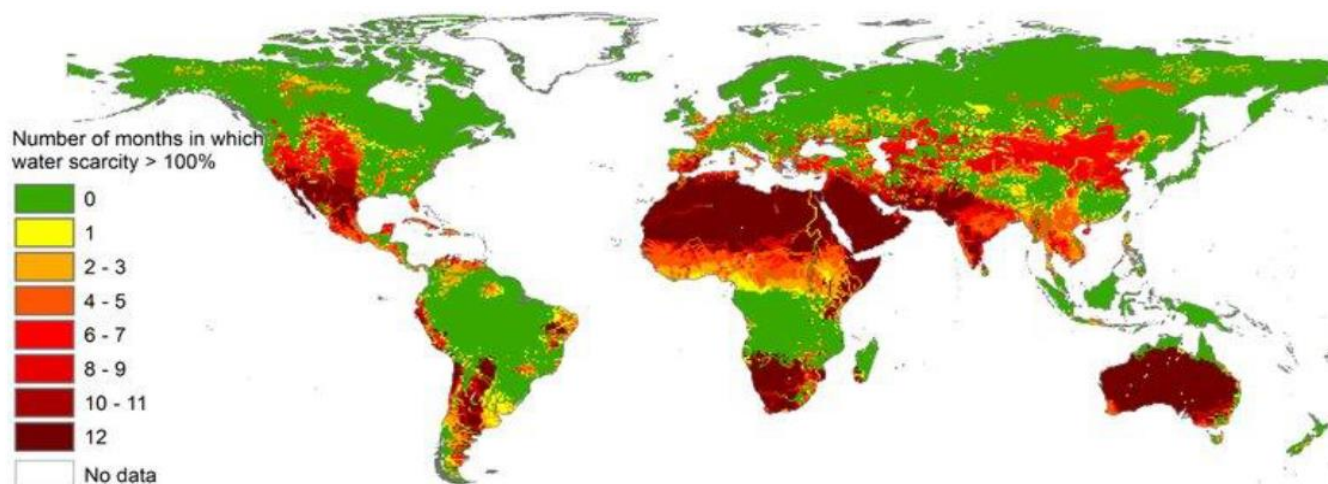 Number of months in which
water scarcity > 100%
0
1
2 - 3
4 - 5
6 - 7
8 - 9
10 - 11
12
No data